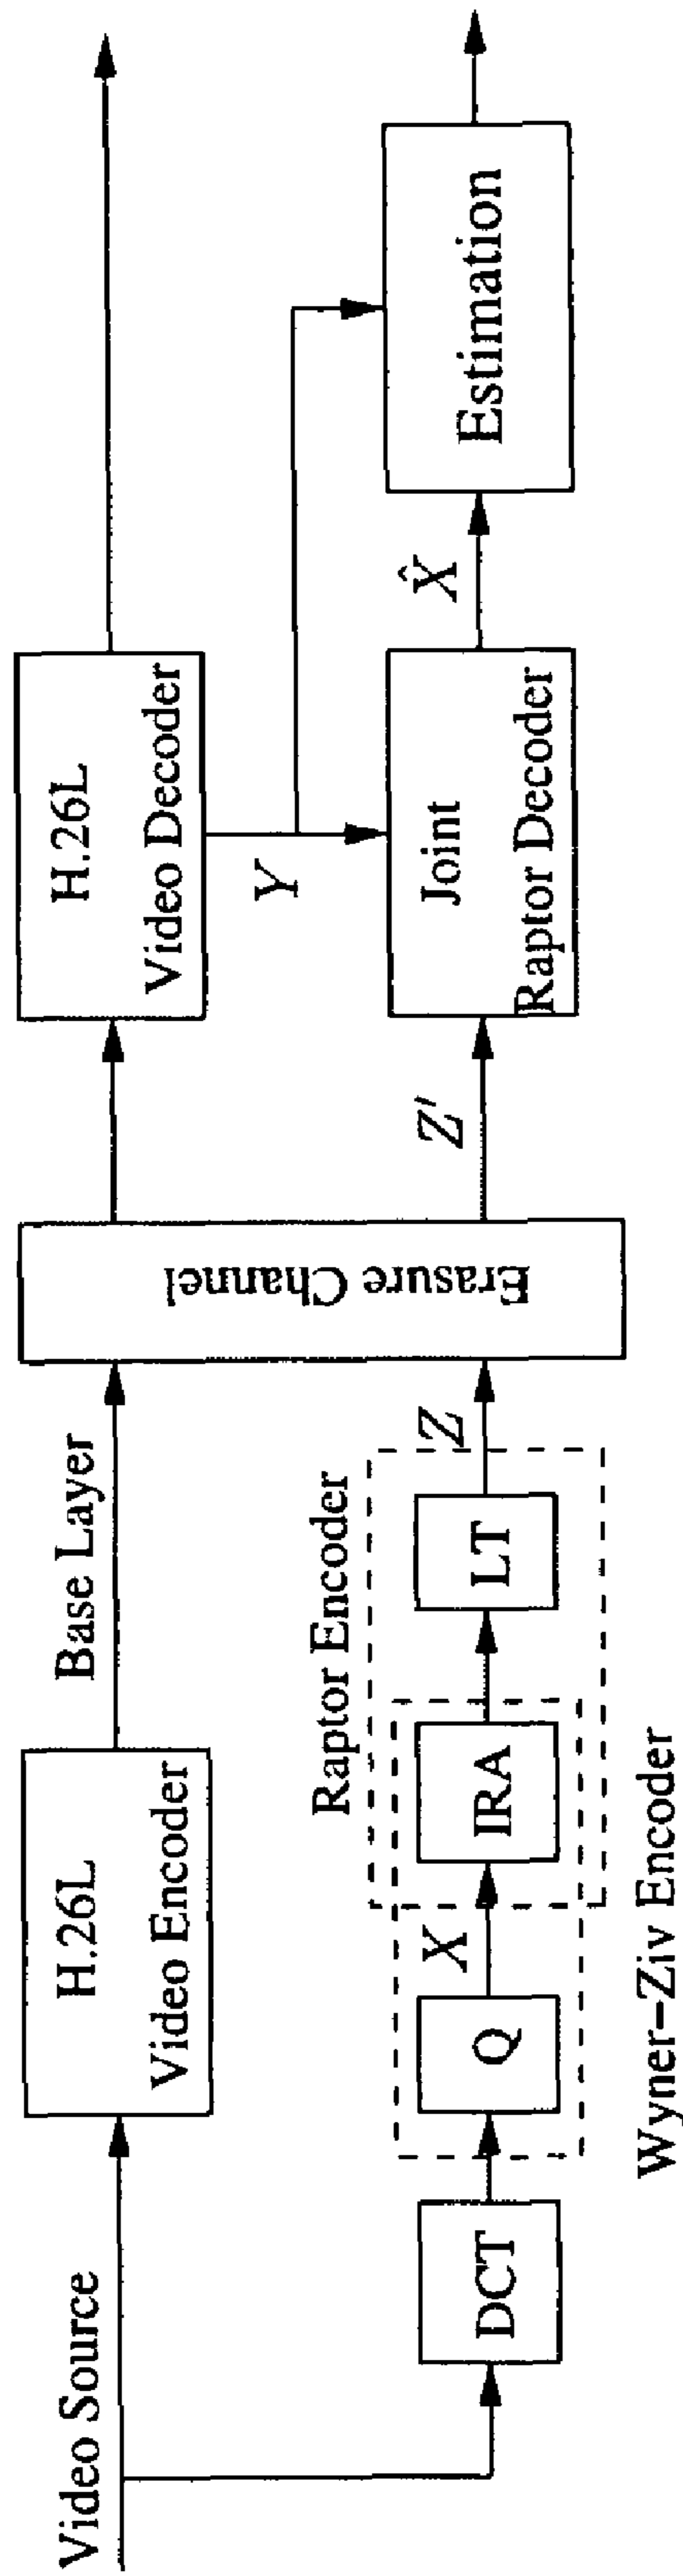 Video Source
H.26L
Video Encoder
Base Layer
Erasure Channel
H.26L
Video Decoder
Y
DCT
Q
X
IRA
LT
Raptor Encoder
Wyner–Ziv Encoder
Z
Z′
Joint
Raptor Decoder
X̂
Estimation